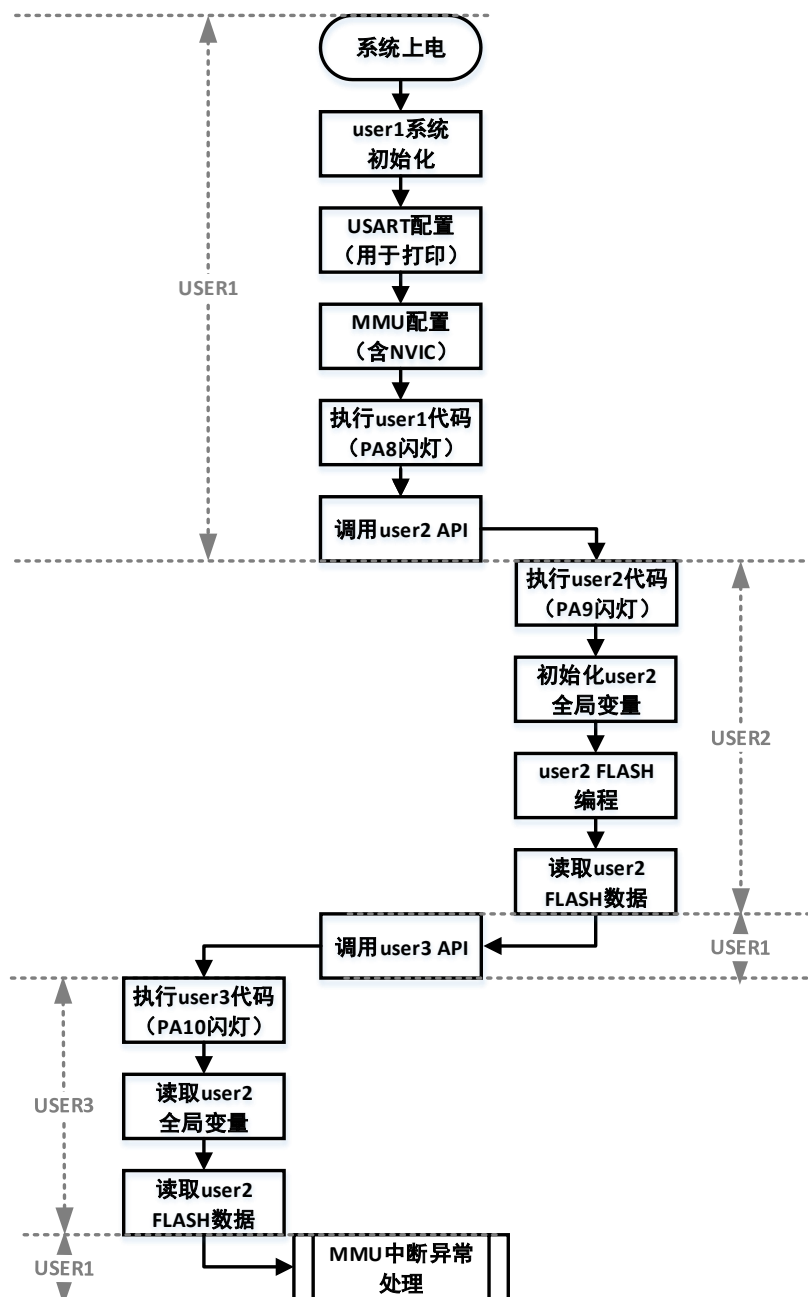 系统上电
user1系统
初始化
USART配置
（用于打印）
USER1
MMU配置
（含NVIC）
执行user1代码
（PA8闪灯）
调用user2 API
执行user2代码
（PA9闪灯）
初始化user2
全局变量
USER2
user2 FLASH
编程
读取user2
FLASH数据
调用user3 API
USER1
执行user3代码
（PA10闪灯）
读取user2
全局变量
USER3
读取user2
FLASH数据
MMU中断异常
处理
USER1